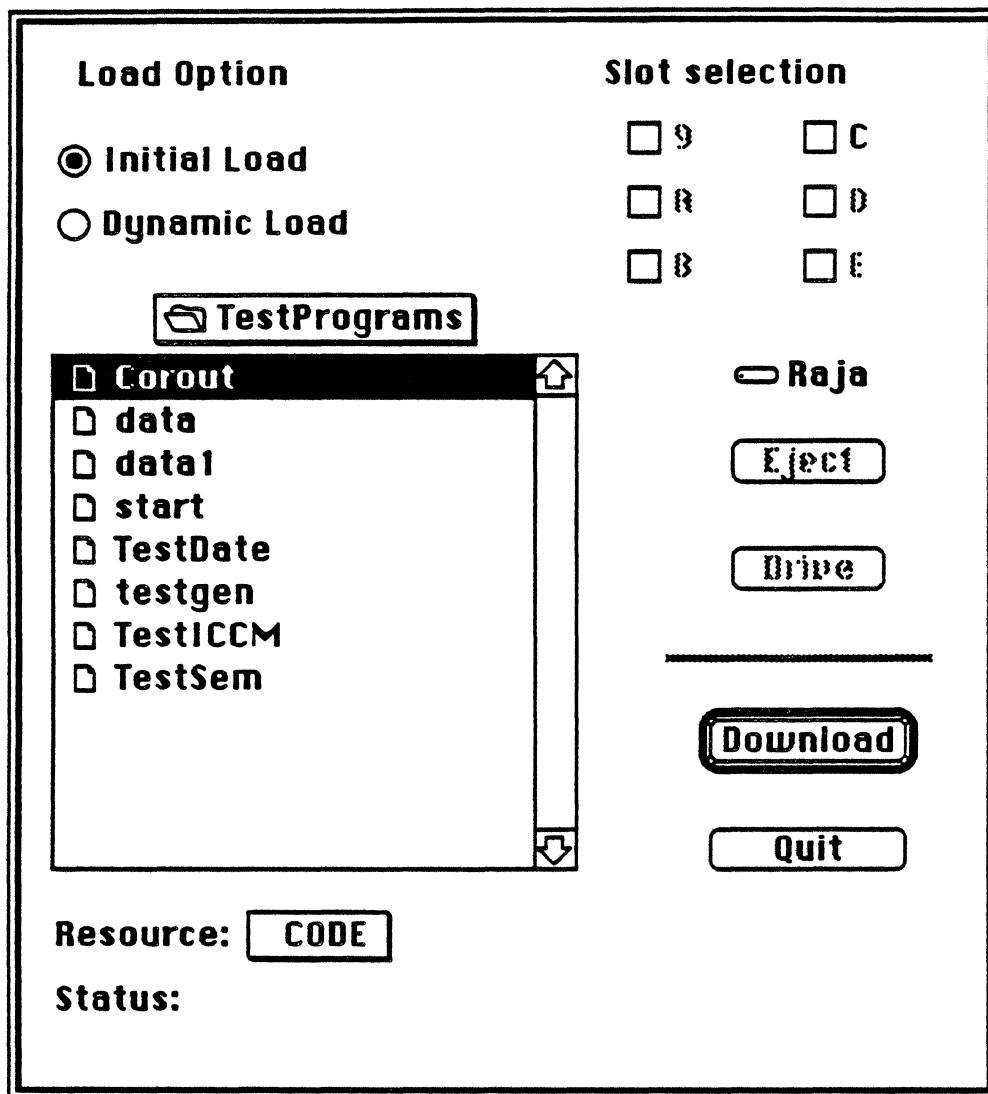 Load Option
Initial Load
Dynamic Load
Slot selection
9 C
A D
B E
TestPrograms
Corout
data
data1
start
TestDate
testgen
TestICCM
TestSem
Raja
Eject
Drive
Download
Quit
Resource: CODE
Status: